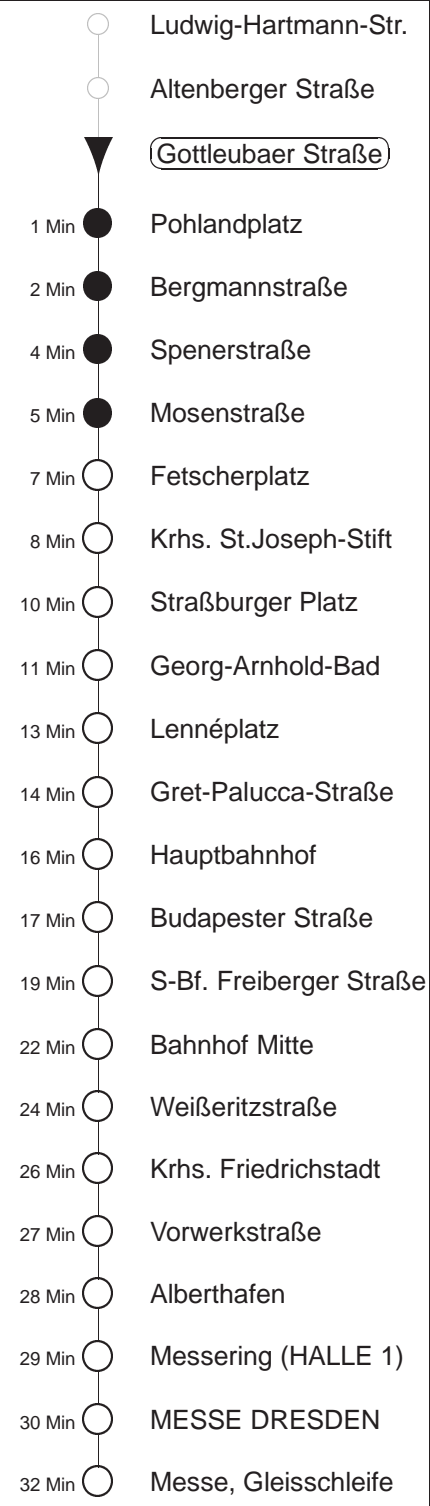 Ludwig-Hartmann-Str.
Altenberger Straße
Gottleubaer Straße
1 Min Pohlandplatz
2 Min Bergmannstraße
4 Min Spenerstraße
5 Min Mosenstraße
7 Min Fetscherplatz
8 Min Krhs. St.Joseph-Stift
10 Min Straßburger Platz
11 Min Georg-Arnhold-Bad
13 Min Lennéplatz
14 Min Gret-Palucca-Straße
16 Min Hauptbahnhof
17 Min Budapester Straße
19 Min S-Bf. Freiberger Straße
22 Min Bahnhof Mitte
24 Min Weißeritzstraße
26 Min Krhs. Friedrichstadt
27 Min Vorwerkstraße
28 Min Alberthafen
29 Min Messering (HALLE 1)
30 Min MESSE DRESDEN
32 Min Messe, Gleisschleife